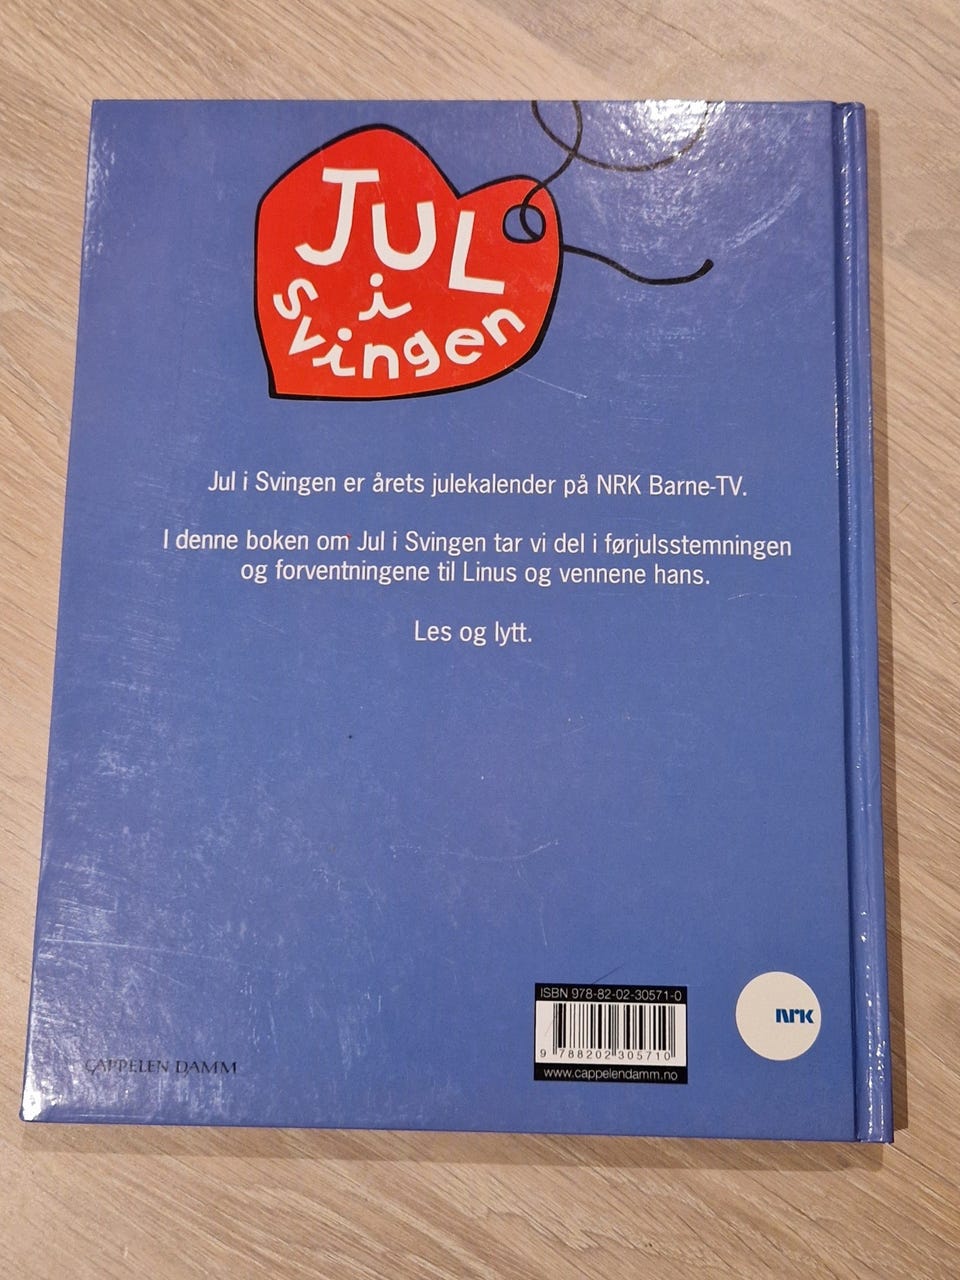 JUL
i
svingen
Jul i Svingen er årets julekalender på NRK Barne-TV.
I denne boken om Jul i Svingen tar vi del i førjulsstemningen
og forventningene til Linus og vennene hans.
Les og lytt.
ISBN 978-82-02-30571-0
9 788202 305710
www.cappelendamm.no
NRK
CAPPELEN DAMM